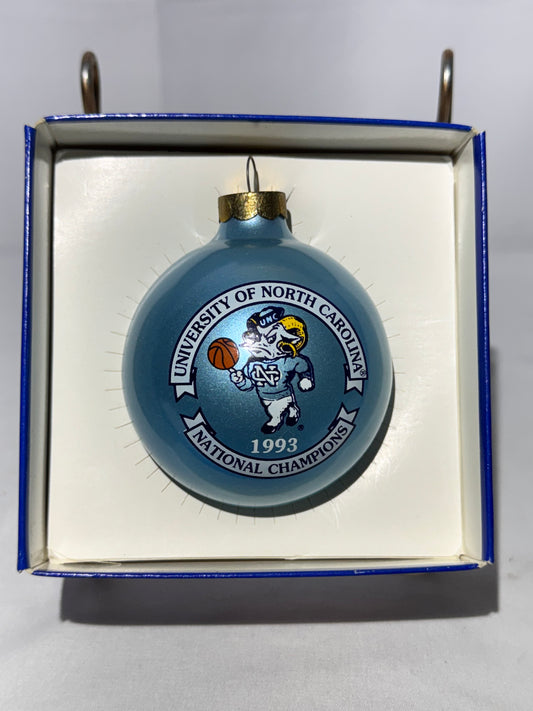 UNIVERSITY OF NORTH CAROLINA®
UNC
NC
®
1993
NATIONAL CHAMPIONS